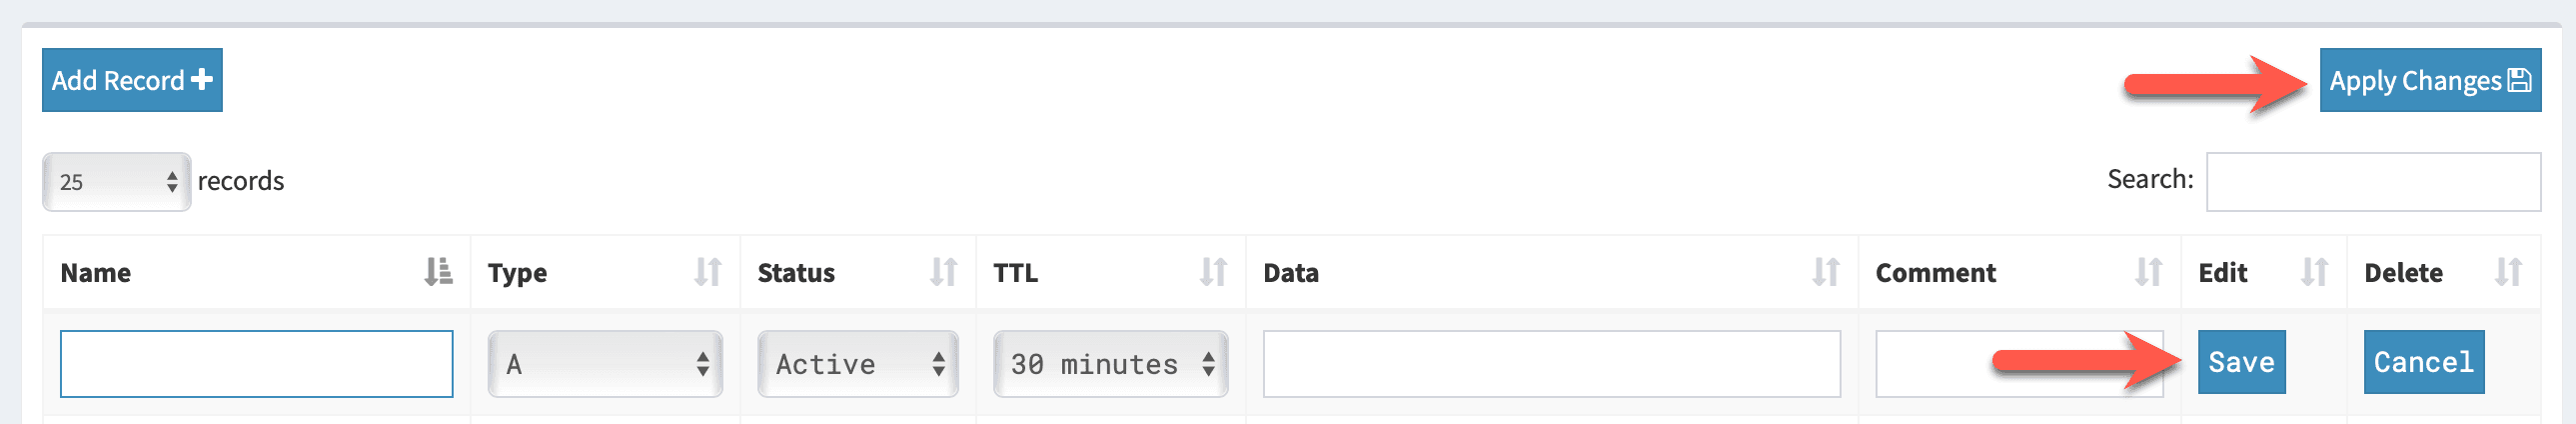 Add Record
Apply Changes
25 records
Search:
Name Type Status TTL Data Comment Edit Delete
A Active 30 minutes Save Cancel